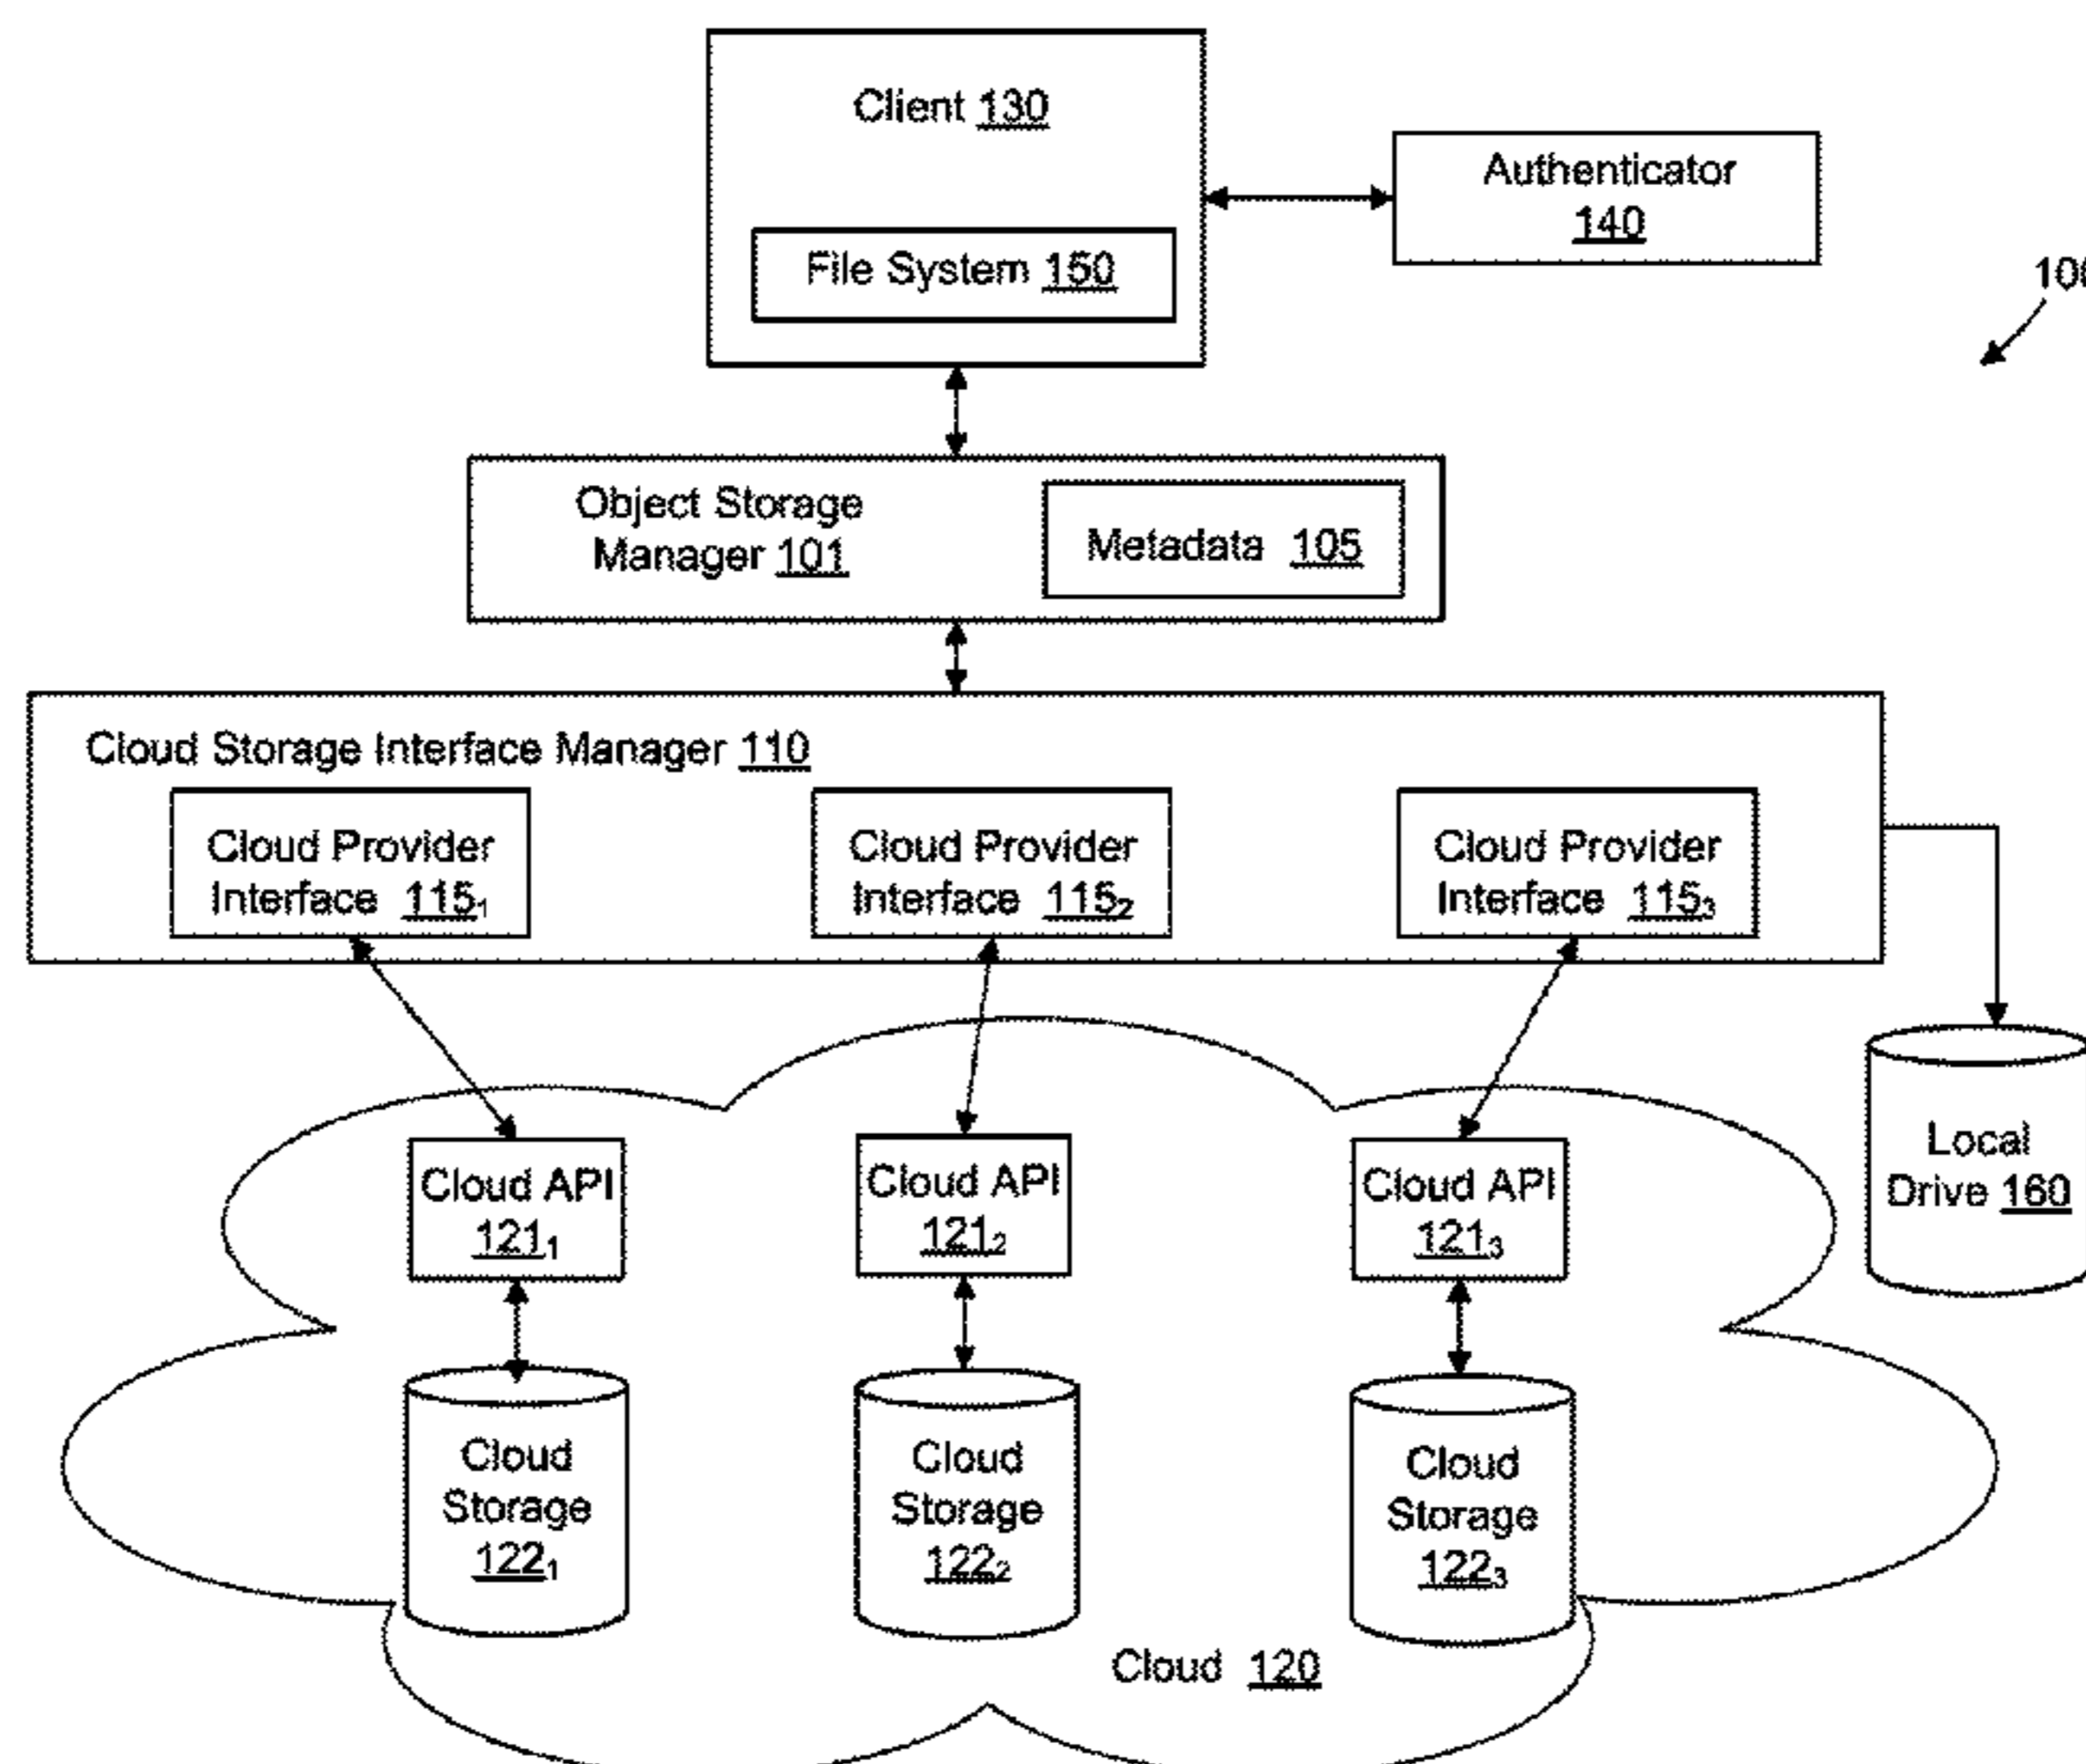 Client 130
Authenticator
140
File System 150
100
Object Storage
Manager 101
Metadata 105
Cloud Storage Interface Manager 110
Cloud Provider
Interface 115₁
Cloud Provider
Interface 115₂
Cloud Provider
Interface 115₃
Cloud API
121₁
Cloud API
121₂
Cloud API
121₃
Local
Drive 160
Cloud
Storage
122₁
Cloud
Storage
122₂
Cloud
Storage
122₃
Cloud 120